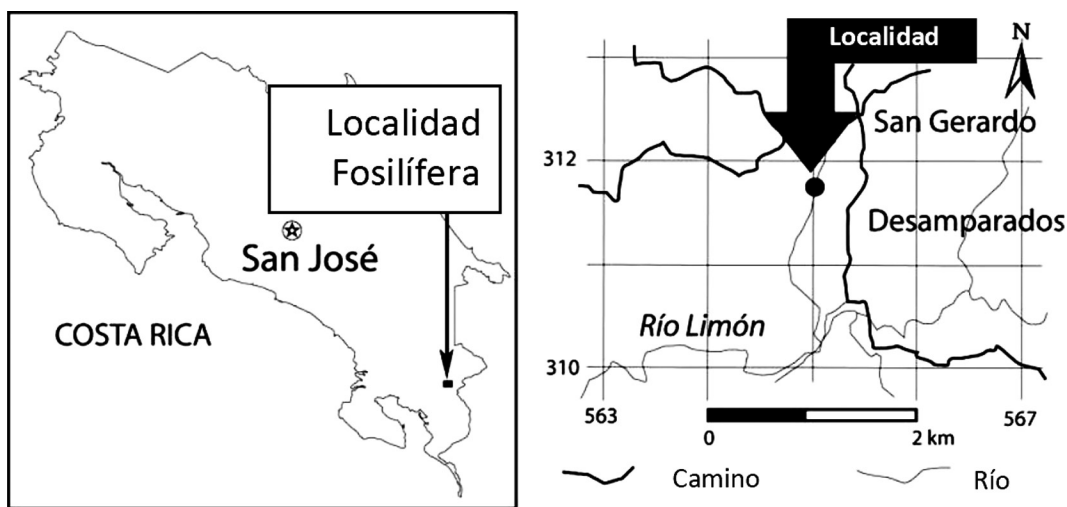 Localidad
Fosilífera
San José
COSTA RICA
Localidad
N
San Gerardo
312
Desamparados
Río Limón
310
563
567
0
2 km
Camino
Río